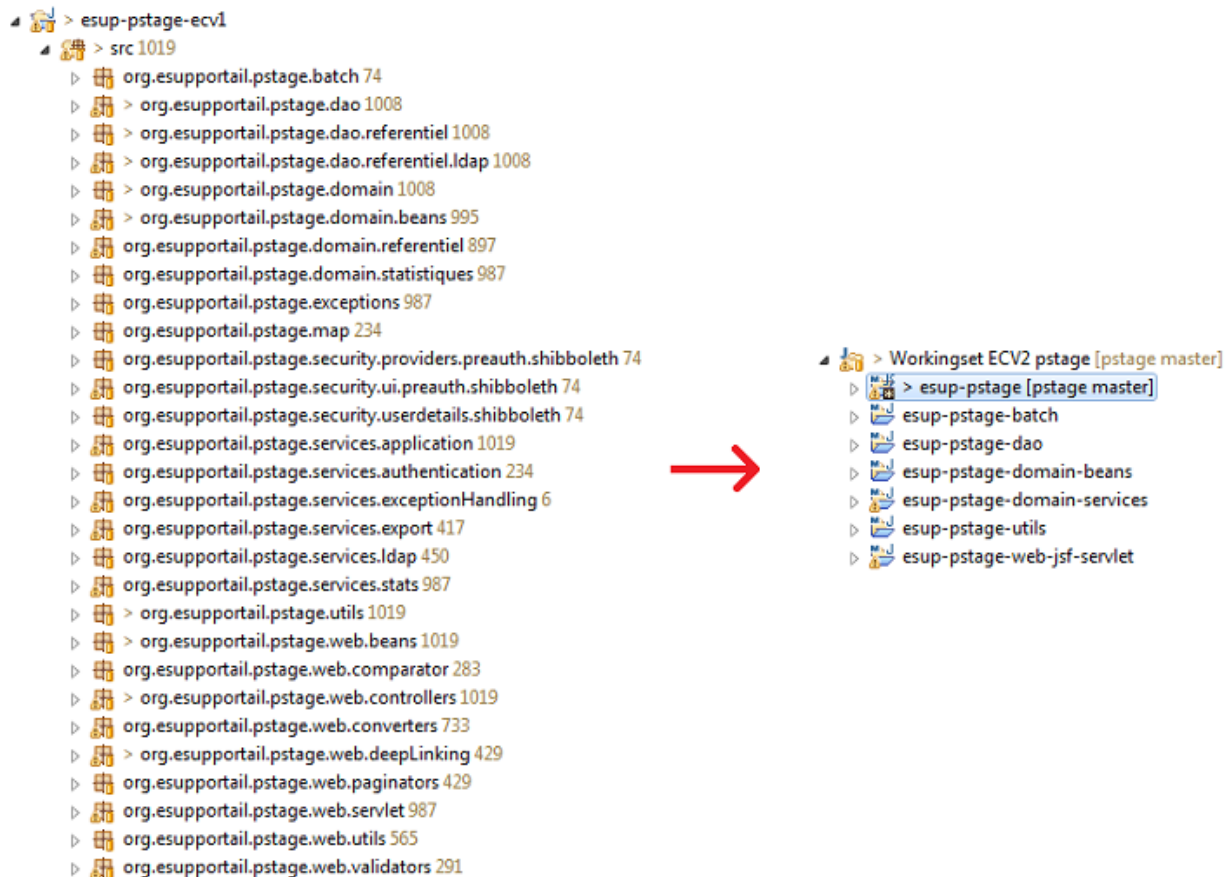 > esup-pstage-ecv1
> src 1019
org.esupportail.pstage.batch 74
> org.esupportail.pstage.dao 1008
> org.esupportail.pstage.dao.referentiel 1008
> org.esupportail.pstage.dao.referentiel.ldap 1008
> org.esupportail.pstage.domain 1008
> org.esupportail.pstage.domain.beans 995
org.esupportail.pstage.domain.referentiel 897
org.esupportail.pstage.domain.statistiques 987
org.esupportail.pstage.exceptions 987
org.esupportail.pstage.map 234
org.esupportail.pstage.security.providers.preauth.shibboleth 74
org.esupportail.pstage.security.ui.preauth.shibboleth 74
org.esupportail.pstage.security.userdetails.shibboleth 74
org.esupportail.pstage.services.application 1019
org.esupportail.pstage.services.authentication 234
org.esupportail.pstage.services.exceptionHandling 6
org.esupportail.pstage.services.export 417
org.esupportail.pstage.services.ldap 450
org.esupportail.pstage.services.stats 987
> org.esupportail.pstage.utils 1019
> org.esupportail.pstage.web.beans 1019
org.esupportail.pstage.web.comparator 283
> org.esupportail.pstage.web.controllers 1019
org.esupportail.pstage.web.converters 733
> org.esupportail.pstage.web.deepLinking 429
org.esupportail.pstage.web.paginators 429
org.esupportail.pstage.web.servlet 987
org.esupportail.pstage.web.utils 565
org.esupportail.pstage.web.validators 291
> Workingset ECV2 pstage [pstage master]
> esup-pstage [pstage master]
esup-pstage-batch
esup-pstage-dao
esup-pstage-domain-beans
esup-pstage-domain-services
esup-pstage-utils
esup-pstage-web-jsf-servlet